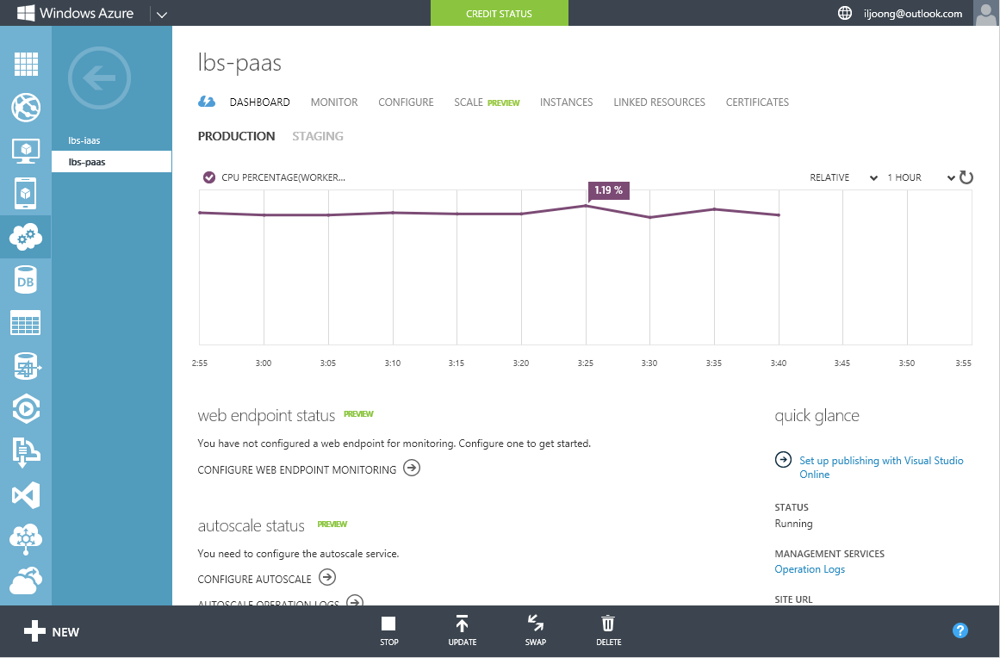 Windows Azure
CREDIT STATUS
iljoong@outlook.com
lbs-iaas
lbs-paas
lbs-paas
DASHBOARD MONITOR CONFIGURE SCALE PREVIEW INSTANCES LINKED RESOURCES CERTIFICATES
PRODUCTION STAGING
CPU PERCENTAGE(WORKER...
RELATIVE 1 HOUR
1.19 %
2:55 3:00 3:05 3:10 3:15 3:20 3:25 3:30 3:35 3:40 3:45 3:50 3:55
web endpoint status PREVIEW
You have not configured a web endpoint for monitoring. Configure one to get started.
CONFIGURE WEB ENDPOINT MONITORING
autoscale status PREVIEW
You need to configure the autoscale service.
CONFIGURE AUTOSCALE
AUTOSCALE OPERATION LOGS
quick glance
Set up publishing with Visual Studio
Online
STATUS
Running
MANAGEMENT SERVICES
Operation Logs
SITE URL
DB
NEW
STOP UPDATE SWAP DELETE
?